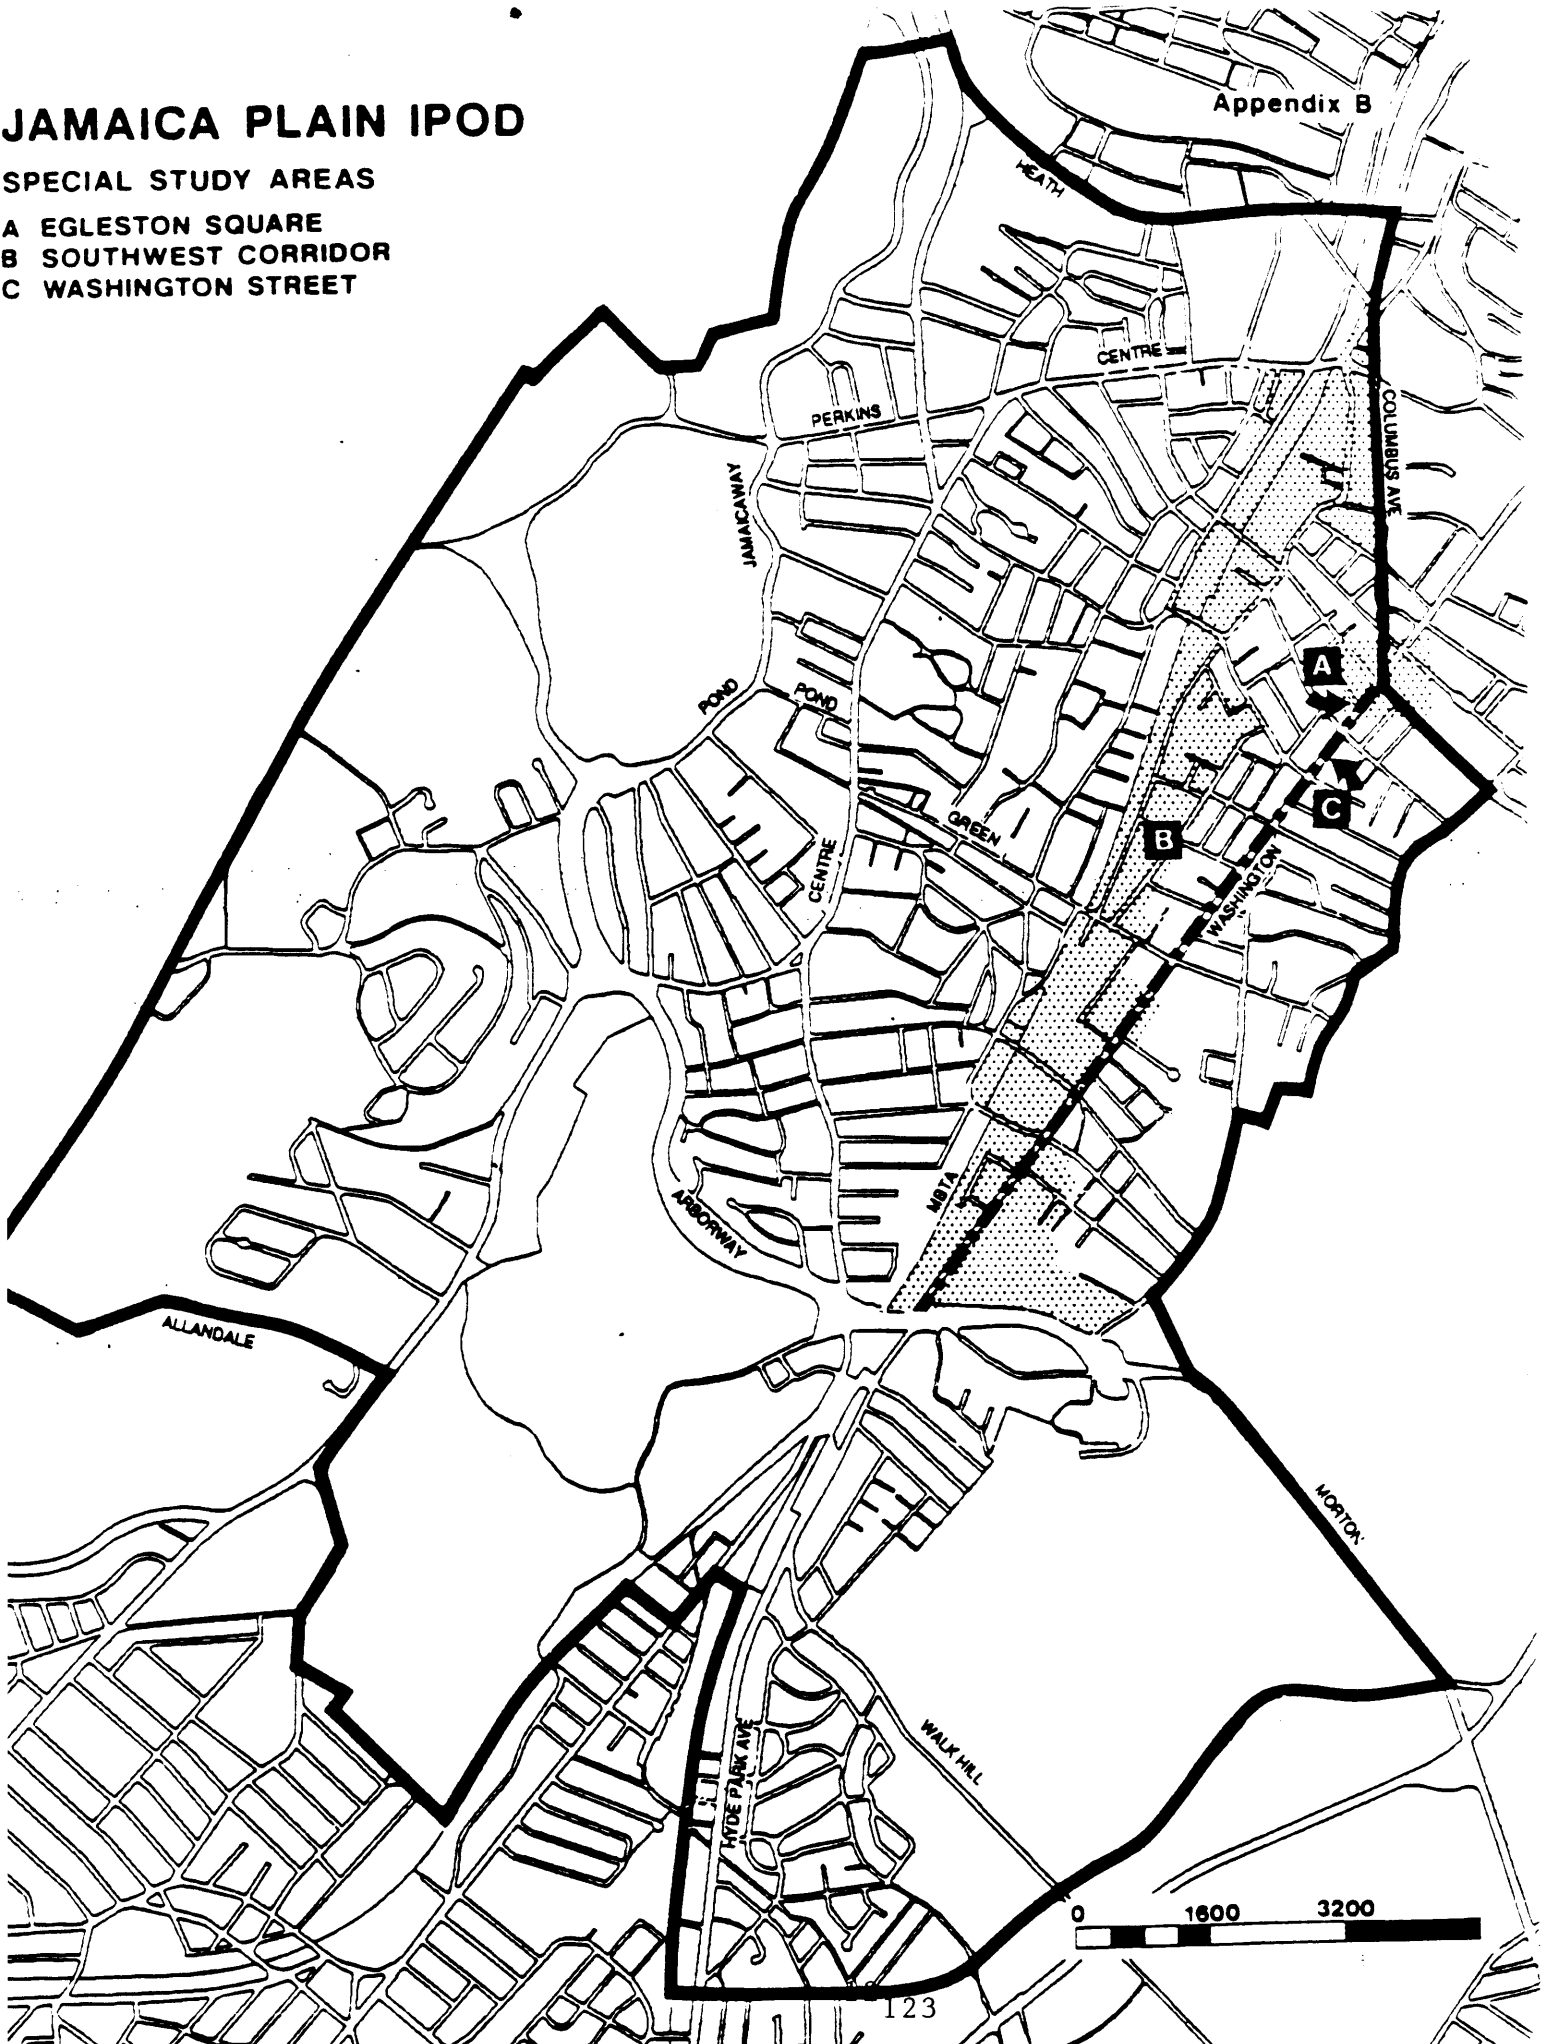 JAMAICA PLAIN IPOD
SPECIAL STUDY AREAS
A EGLESTON SQUARE
B SOUTHWEST CORRIDOR
C WASHINGTON STREET
Appendix B
HEATH
CENTRE
PERKINS
COLUMBUS AVE
JAMAICAWAY
A
POND
POND
C
GREEN
B
CENTRE
WASHINGTON
MBTA
ARBORWAY
ALLANDALE
MORTON
WALK HILL
HYDE PARK AVE
0 1600 3200
123